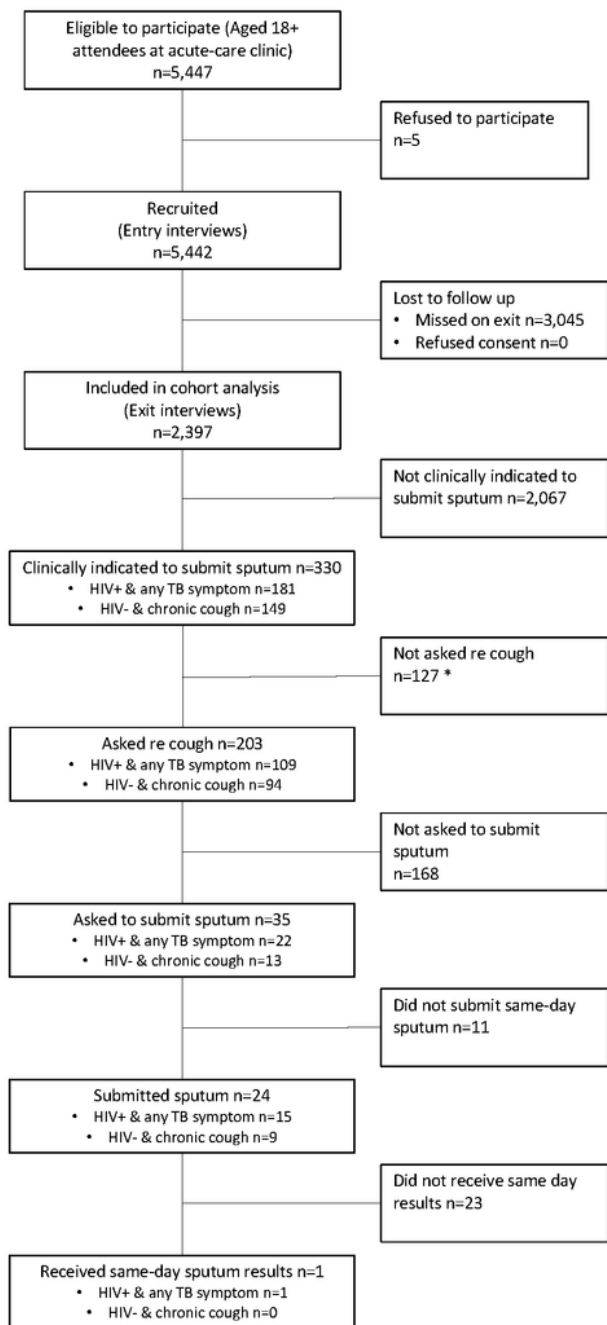 Eligible to participate (Aged 18+
attendees at acute-care clinic)
n=5,447
Refused to participate
n=5
Recruited
(Entry interviews)
n=5,442
Lost to follow up
• Missed on exit n=3,045
• Refused consent n=0
Included in cohort analysis
(Exit interviews)
n=2,397
Not clinically indicated to
submit sputum n=2,067
Clinically indicated to submit sputum n=330
• HIV+ & any TB symptom n=181
• HIV- & chronic cough n=149
Not asked re cough
n=127 *
Asked re cough n=203
• HIV+ & any TB symptom n=109
• HIV- & chronic cough n=94
Not asked to submit
sputum
n=168
Asked to submit sputum n=35
• HIV+ & any TB symptom n=22
• HIV- & chronic cough n=13
Did not submit same-day
sputum n=11
Submitted sputum n=24
• HIV+ & any TB symptom n=15
• HIV- & chronic cough n=9
Did not receive same day
results n=23
Received same-day sputum results n=1
• HIV+ & any TB symptom n=1
• HIV- & chronic cough n=0